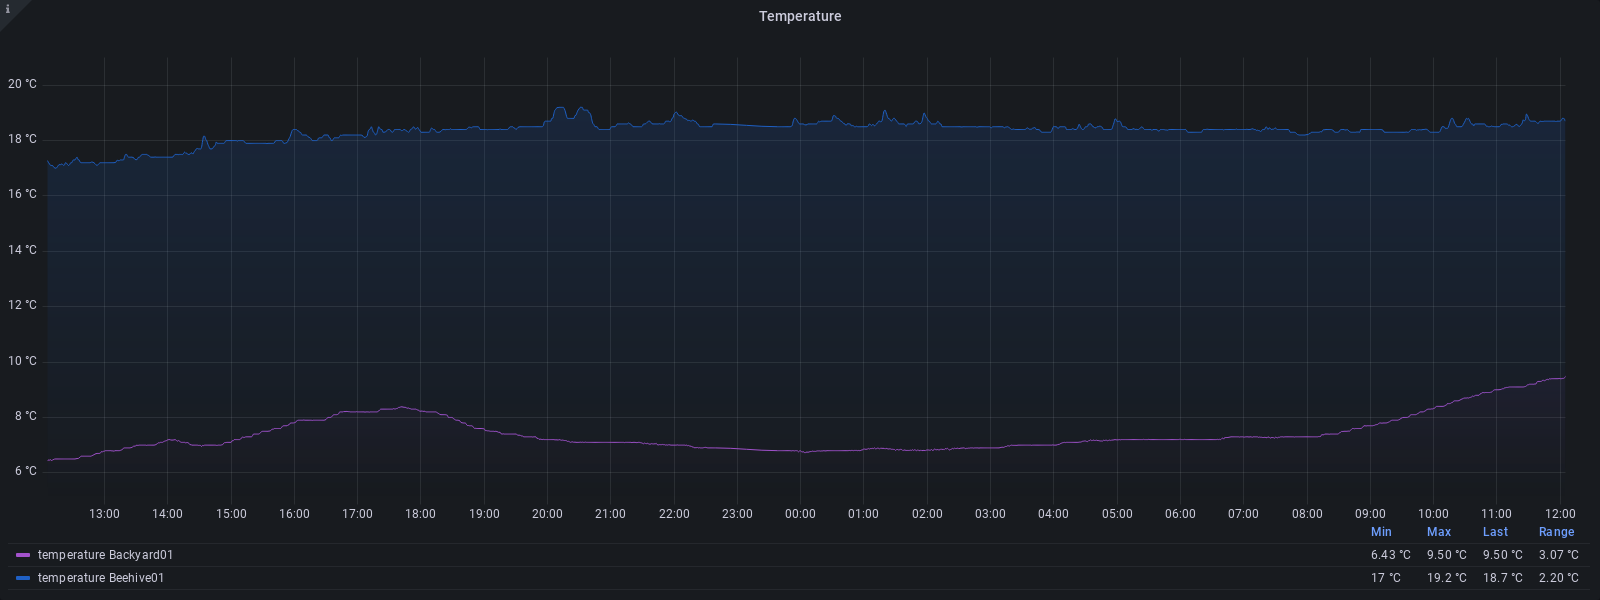 i
Temperature
20 °C
18 °C
16 °C
14 °C
12 °C
10 °C
8 °C
6 °C
13:00 14:00 15:00 16:00 17:00 18:00 19:00 20:00 21:00 22:00 23:00 00:00 01:00 02:00 03:00 04:00 05:00 06:00 07:00 08:00 09:00 10:00 11:00 12:00
Min Max Last Range
temperature Backyard01 6.43 °C 9.50 °C 9.50 °C 3.07 °C
temperature Beehive01 17 °C 19.2 °C 18.7 °C 2.20 °C